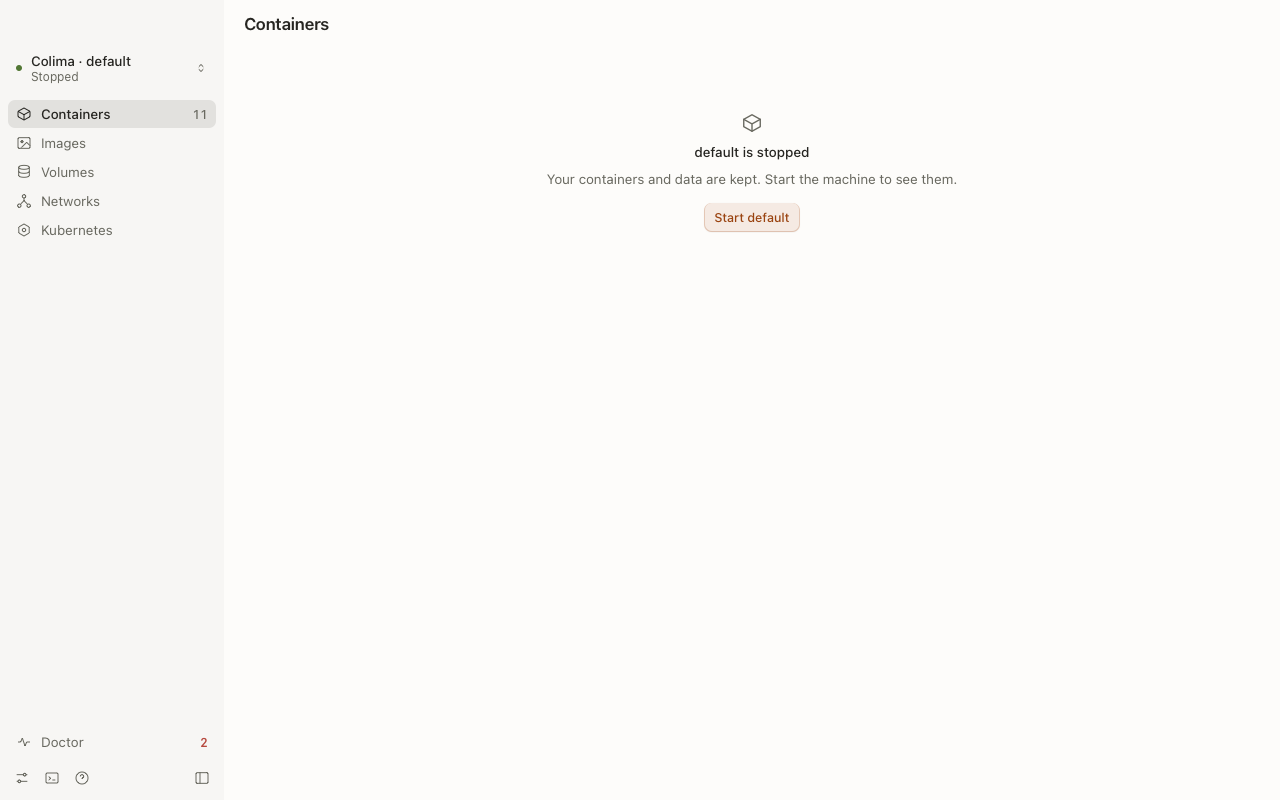 Containers
Colima · default
Stopped
Containers 11
Images
Volumes
Networks
Kubernetes
default is stopped
Your containers and data are kept. Start the machine to see them.
Start default
Doctor 2